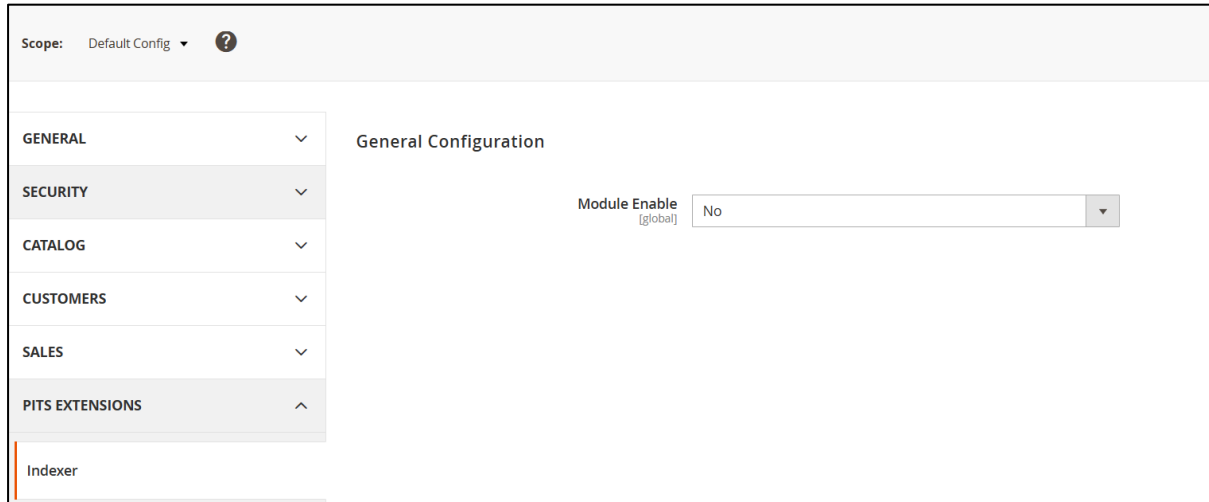 Scope: Default Config ?
GENERAL
SECURITY
CATALOG
CUSTOMERS
SALES
PITS EXTENSIONS
Indexer
General Configuration
Module Enable No
[global]